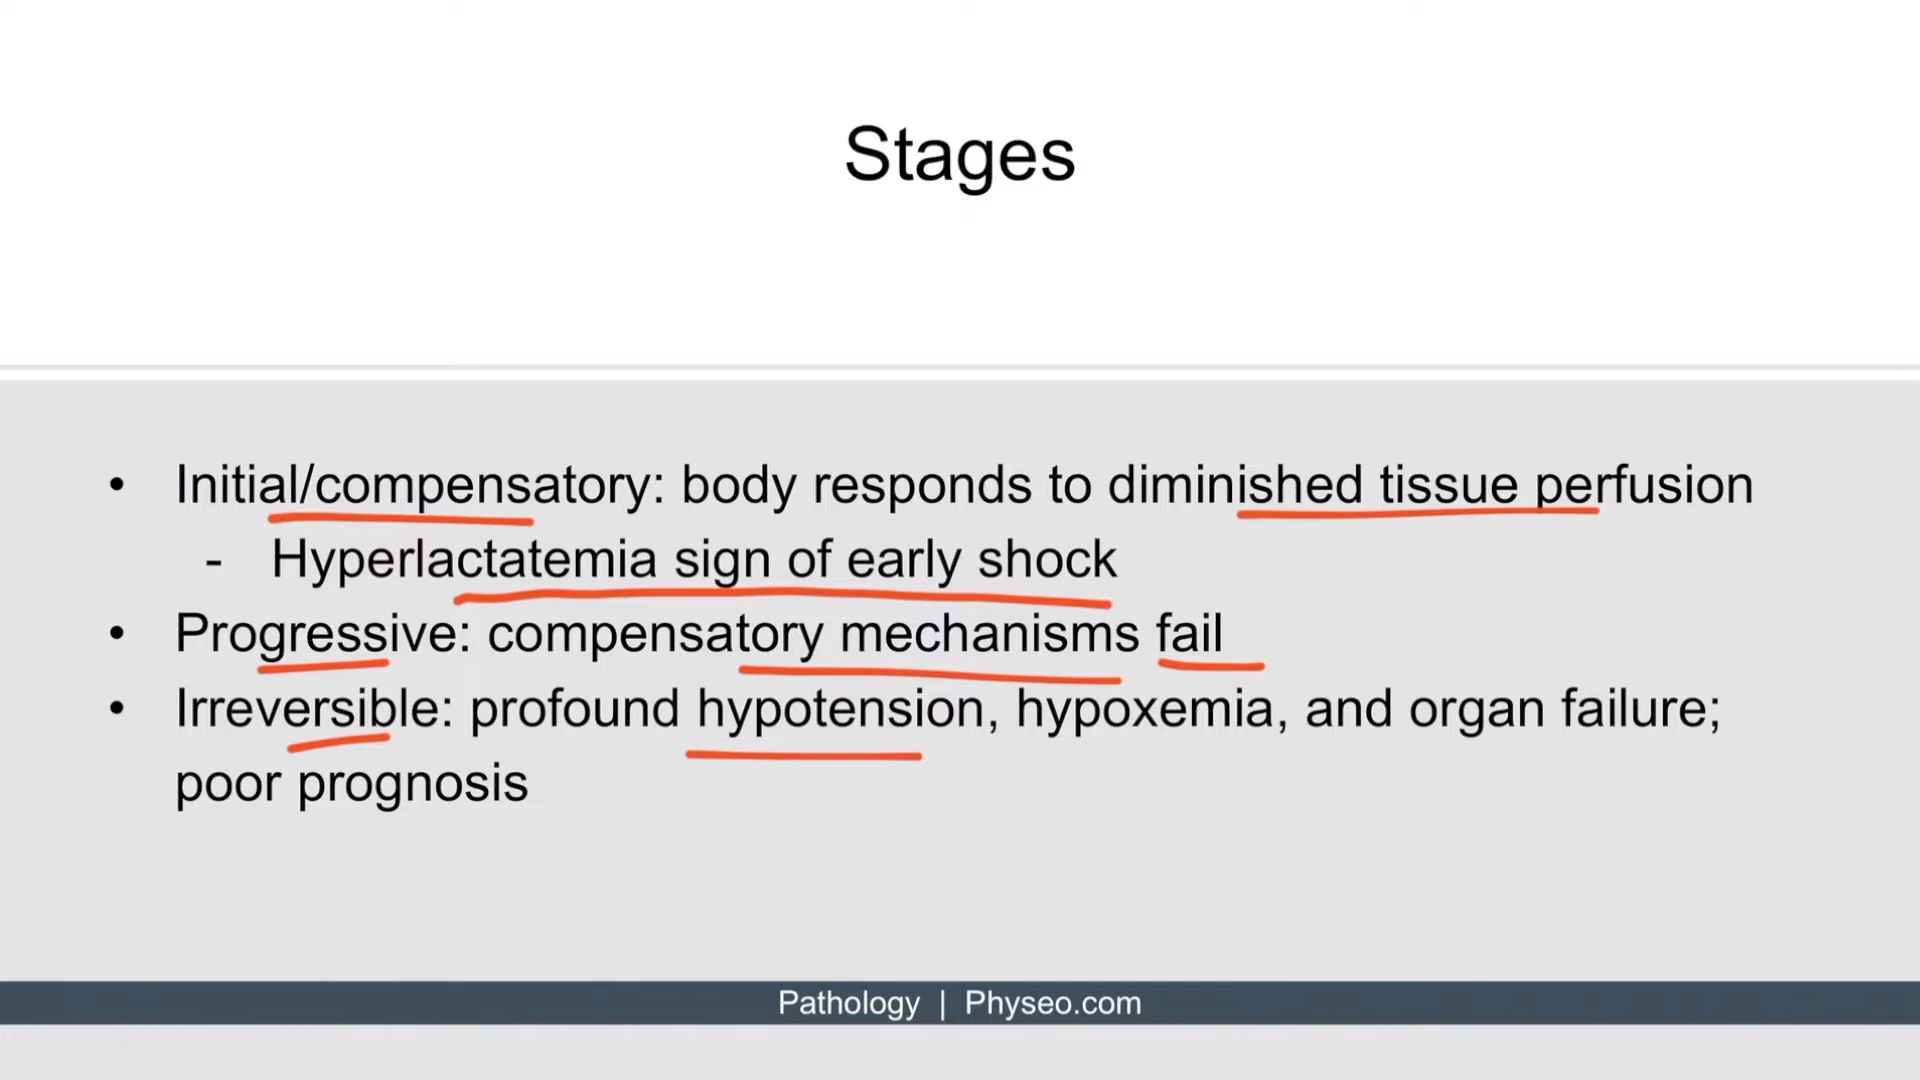 Stages
• Initial/compensatory: body responds to diminished tissue perfusion
- Hyperlactatemia sign of early shock
• Progressive: compensatory mechanisms fail
• Irreversible: profound hypotension, hypoxemia, and organ failure;
poor prognosis
Pathology | Physeo.com